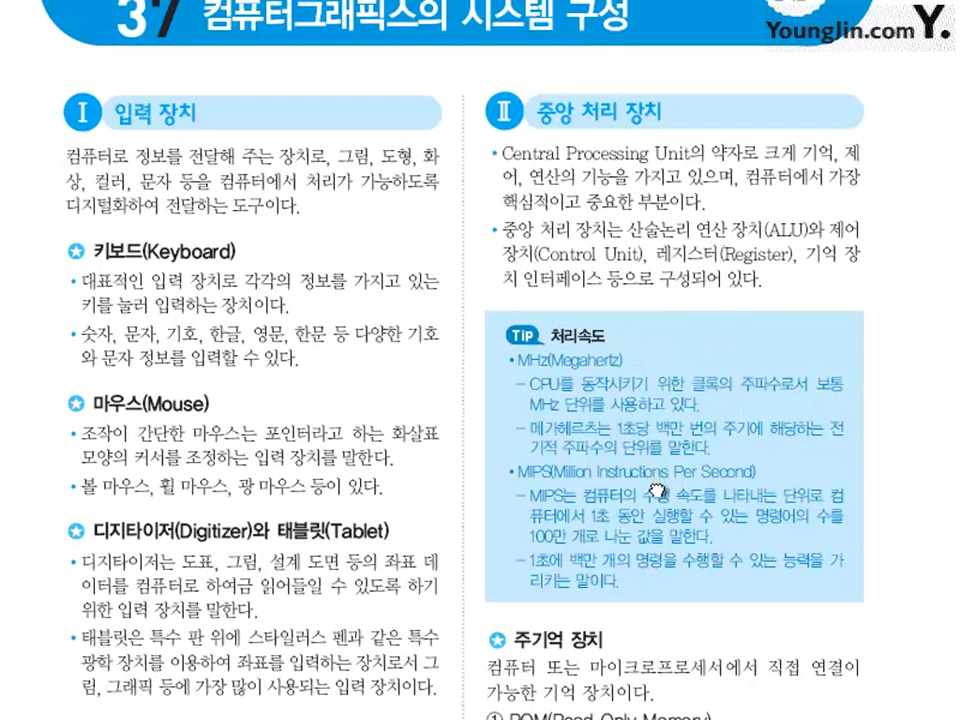 37 컴퓨터그래픽스의 시스템 구성
YoungJin.com Y.
Ⅰ 입력 장치
컴퓨터로 정보를 전달해 주는 장치로, 그림, 도형, 화
상, 컬러, 문자 등을 컴퓨터에서 처리가 가능하도록
디지털화하여 전달하는 도구이다.
키보드(Keyboard)
• 대표적인 입력 장치로 각각의 정보를 가지고 있는
키를 눌러 입력하는 장치이다.
• 숫자, 문자, 기호, 한글, 영문, 한문 등 다양한 기호
와 문자 정보를 입력할 수 있다.
마우스(Mouse)
• 조작이 간단한 마우스는 포인터라고 하는 화살표
모양의 커서를 조정하는 입력 장치를 말한다.
• 볼 마우스, 휠 마우스, 광 마우스 등이 있다.
디지타이저(Digitizer)와 태블릿(Tablet)
• 디지타이저는 도표, 그림, 설계 도면 등의 좌표 데
이터를 컴퓨터로 하여금 읽어들일 수 있도록 하기
위한 입력 장치를 말한다.
• 태블릿은 특수 판 위에 스타일러스 펜과 같은 특수
광학 장치를 이용하여 좌표를 입력하는 장치로서 그
림, 그래픽 등에 가장 많이 사용되는 입력 장치이다.
Ⅱ 중앙 처리 장치
• Central Processing Unit의 약자로 크게 기억, 제
어, 연산의 기능을 가지고 있으며, 컴퓨터에서 가장
핵심적이고 중요한 부분이다.
• 중앙 처리 장치는 산술논리 연산 장치(ALU)와 제어
장치(Control Unit), 레지스터(Register), 기억 장
치 인터페이스 등으로 구성되어 있다.
Tip 처리속도
• MHz(Megahertz)
– CPU를 동작시키기 위한 클록의 주파수로서 보통
MHz 단위를 사용하고 있다.
– 메가헤르츠는 1초당 백만 번의 주기에 해당하는 전
기적 주파수의 단위를 말한다.
• MIPS(Million Instructions Per Second)
– MIPS는 컴퓨터의 수행 속도를 나타내는 단위로 컴
퓨터에서 1초 동안 실행할 수 있는 명령어의 수를
100만 개로 나눈 값을 말한다.
– 1초에 백만 개의 명령을 수행할 수 있는 능력을 가
리키는 말이다.
주기억 장치
컴퓨터 또는 마이크로프로세서에서 직접 연결이
가능한 기억 장치이다.
① ROM(Read Only Memory)